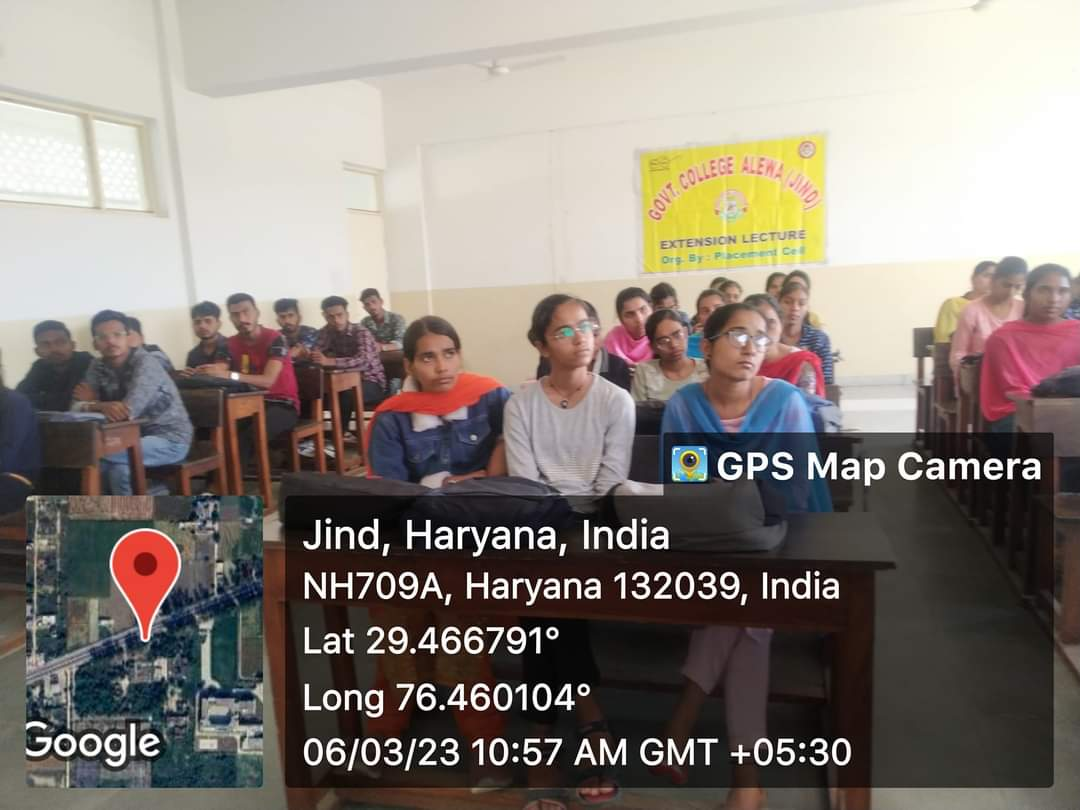 GOVT. COLLEGE ALEWA (JIND)
EXTENSION LECTURE
Org. By : Placement Cell
GPS Map Camera
Jind, Haryana, India
NH709A, Haryana 132039, India
Lat 29.466791°
Long 76.460104°
06/03/23 10:57 AM GMT +05:30
Google